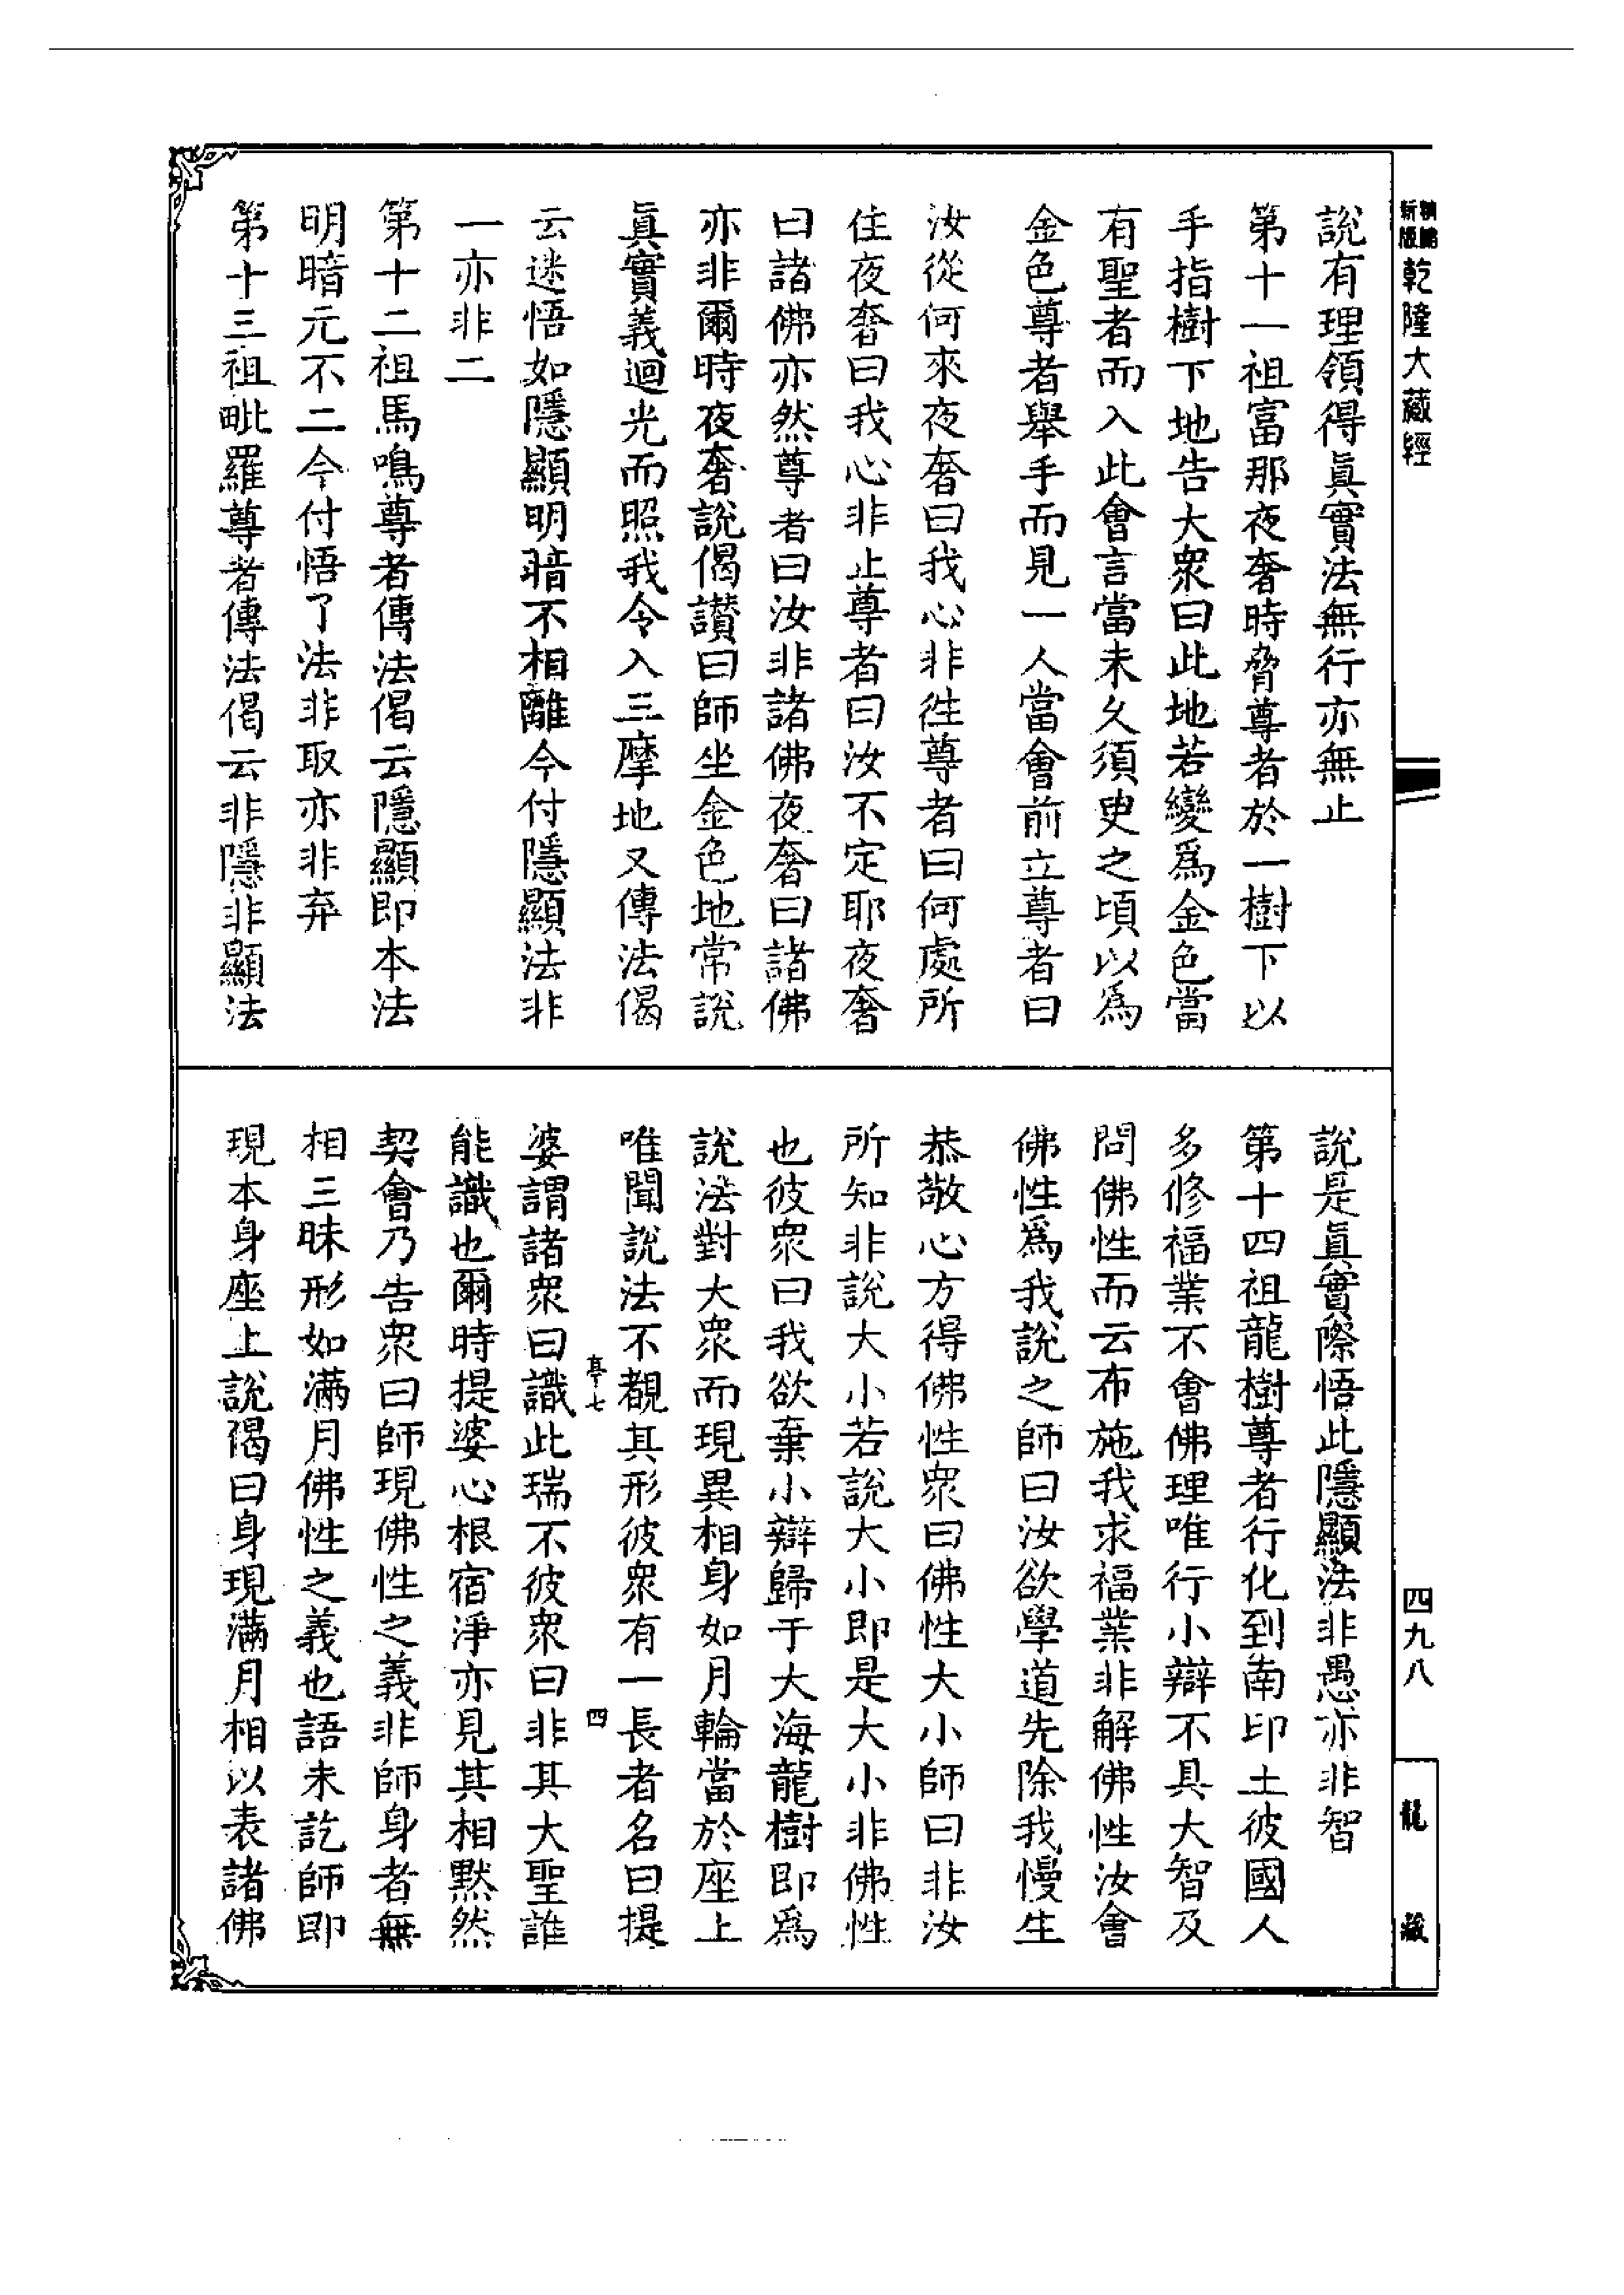 新版
精縮
乾隆大藏經
四九八
龍藏
說有理領得眞實法無行亦無止
第十一祖富那夜奢時脅尊者於一樹下以
手指樹下地告大衆曰此地若變爲金色當
有聖者而入此會言當未久須臾之頃以爲
金色尊者舉手而見一人當會前立尊者曰
汝從何來夜奢曰我心非徃尊者曰何處所
住夜奢曰我心非止尊者曰汝不定耶夜奢
曰諸佛亦然尊者曰汝非諸佛夜奢曰諸佛
亦非爾時夜奢說偈讃曰師坐金色地常說
眞實義迴光而照我令入三摩地又傳法偈
云迷悟如隱顯明暗不相離今付隱顯法非
一亦非二
第十二祖馬鳴尊者傳法偈云隱顯即本法
明暗元不二今付悟了法非取亦非弃
第十三祖毗羅尊者傳法偈云非隱非顯法
說是眞實際悟此隱顯法非愚亦非智
第十四祖龍樹尊者行化到南印土彼國人
多修福業不會佛理唯行小辯不具大智及
問佛性而云布施我求福業非解佛性汝會
佛性爲我說之師曰汝欲學道先除我慢生
恭敬心方得佛性衆曰佛性大小師曰非汝
所知非說大小若說大小即是大小非佛性
也彼衆曰我欲棄小辯歸于大海龍樹即爲
說法對大衆而現異相身如月輪當於座上
唯聞說法不覩其形彼衆有一長者名曰提
亭七
四
婆謂諸衆曰識此瑞不彼衆曰非其大聖誰
能識也爾時提婆心根宿淨亦見其相默然
契會乃告衆曰師現佛性之義非師身者無
相三昧形如滿月佛性之義也語未訖師即
現本身座上說偈曰身現滿月相以表諸佛